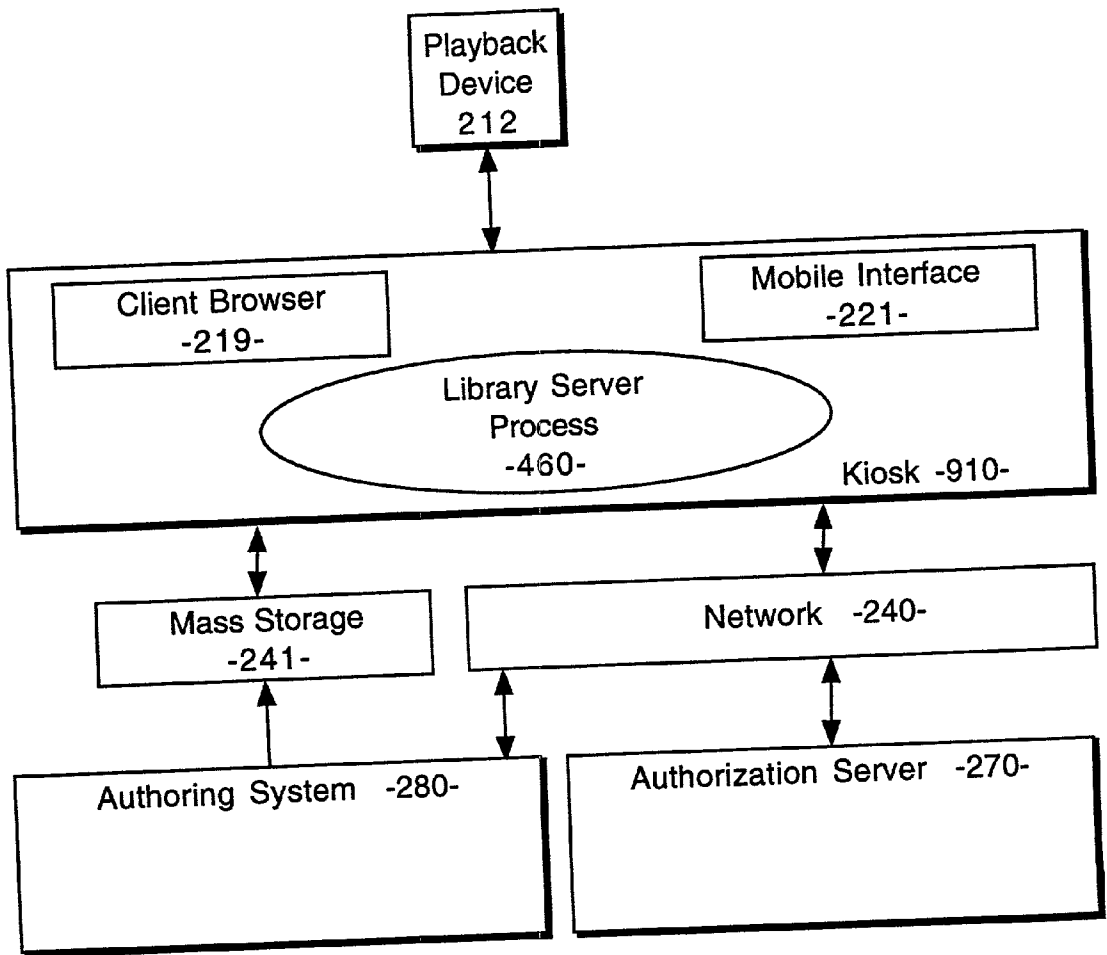 Playback
Device
212
Client Browser
-219-
Mobile Interface
-221-
Library Server
Process
-460-
Kiosk -910-
Mass Storage
-241-
Network -240-
Authoring System -280-
Authorization Server -270-